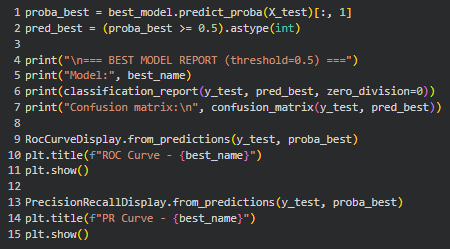 1 proba_best = best_model.predict_proba(X_test)[:, 1]
2 pred_best = (proba_best >= 0.5).astype(int)
3
4 print("\n=== BEST MODEL REPORT (threshold=0.5) ===")
5 print("Model:", best_name)
6 print(classification_report(y_test, pred_best, zero_division=0))
7 print("Confusion matrix:\n", confusion_matrix(y_test, pred_best))
8
9 RocCurveDisplay.from_predictions(y_test, proba_best)
10 plt.title(f"ROC Curve - {best_name}")
11 plt.show()
12
13 PrecisionRecallDisplay.from_predictions(y_test, proba_best)
14 plt.title(f"PR Curve - {best_name}")
15 plt.show()